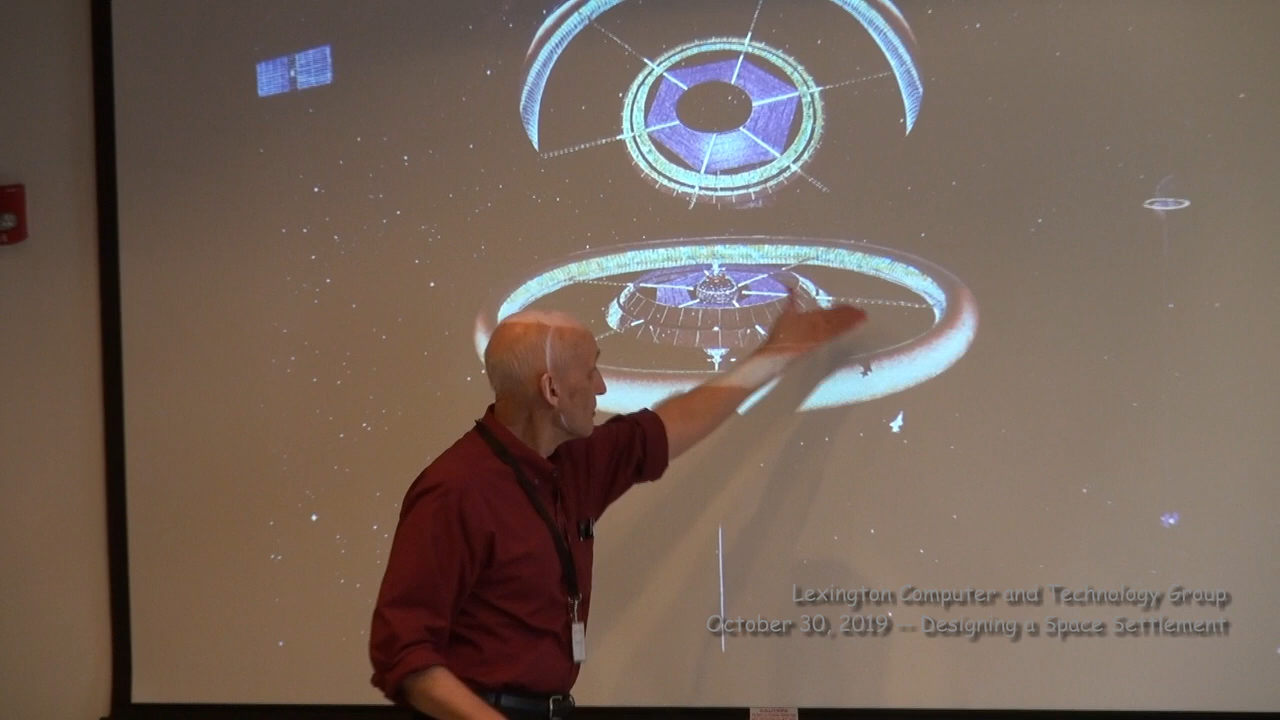 Lexington Computer and Technology Group
October 30, 2019 -- Designing a Space Settlement